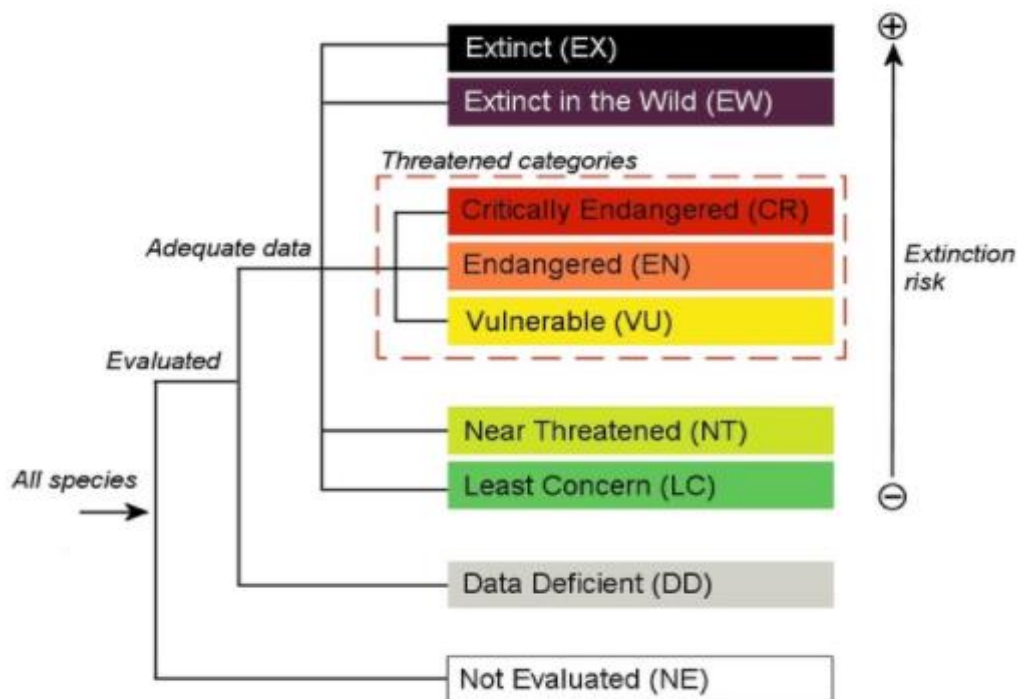 Extinct (EX)
Extinct in the Wild (EW)
Threatened categories
Critically Endangered (CR)
Adequate data
Endangered (EN)
Extinction
risk
Vulnerable (VU)
Evaluated
Near Threatened (NT)
All species
Least Concern (LC)
Data Deficient (DD)
Not Evaluated (NE)